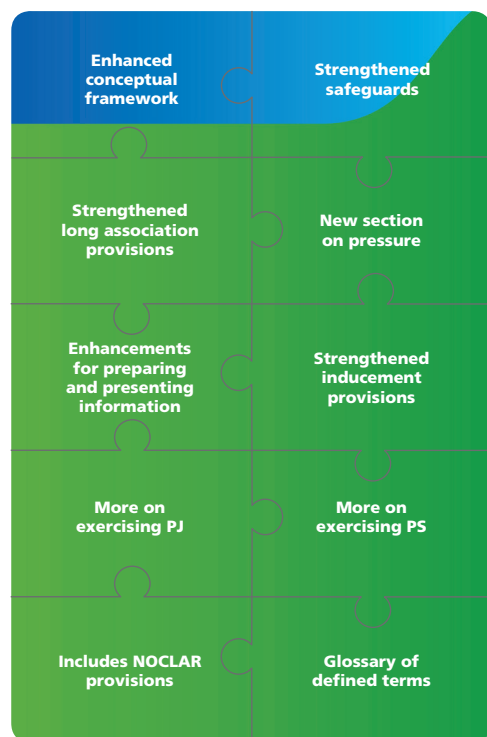 Enhanced
conceptual
framework
Strengthened
safeguards
Strengthened
long association
provisions
New section
on pressure
Enhancements
for preparing
and presenting
information
Strengthened
inducement
provisions
More on
exercising PJ
More on
exercising PS
Includes NOCLAR
provisions
Glossary of
defined terms